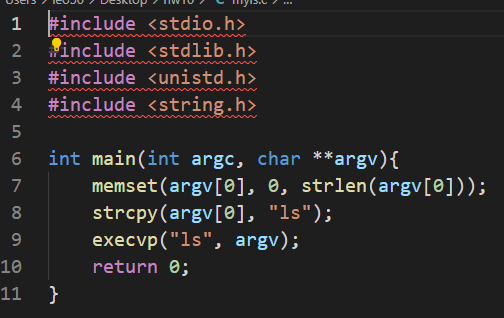 Users > leo30 > Desktop > hw10 > C myls.c > ...
1 #include <stdio.h>
2 #include <stdlib.h>
3 #include <unistd.h>
4 #include <string.h>
5
6 int main(int argc, char **argv){
7 memset(argv[0], 0, strlen(argv[0]));
8 strcpy(argv[0], "ls");
9 execvp("ls", argv);
10 return 0;
11 }